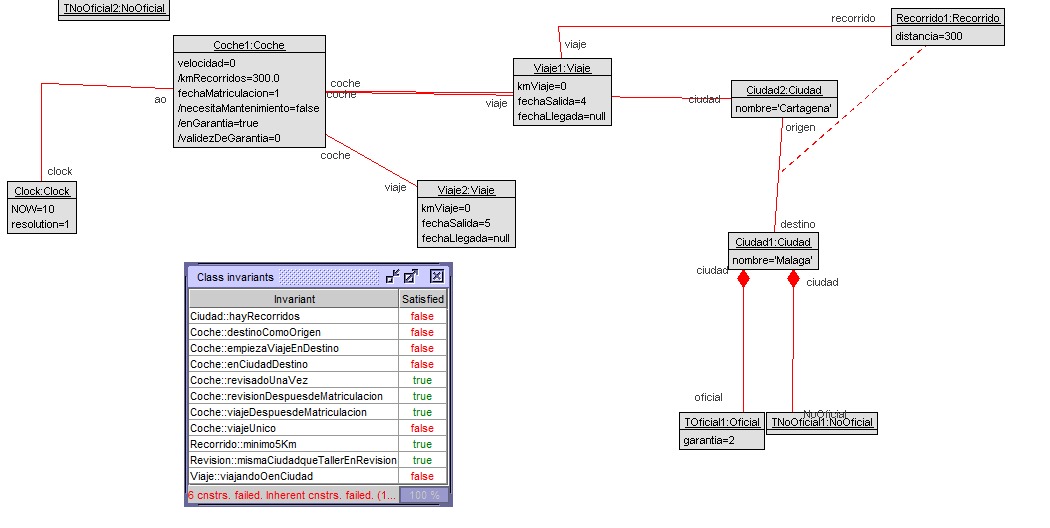 TNoOficial2:NoOficial
recorrido
Recorrido1:Recorrido
distancia=300
Coche1:Coche
velocidad=0
/kmRecorridos=300.0
fechaMatriculacion=1
/necesitaMantenimiento=false
/enGarantia=true
/validezDeGarantia=0
viaje
Viaje1:Viaje
kmViaje=0
fechaSalida=4
fechaLlegada=null
coche
coche
viaje
ao
ciudad
Ciudad2:Ciudad
nombre='Cartagena'
origen
coche
clock
viaje
Clock:Clock
NOW=10
resolution=1
Viaje2:Viaje
kmViaje=0
fechaSalida=5
fechaLlegada=null
destino
Ciudad1:Ciudad
nombre='Malaga'
ciudad
ciudad
Class invariants
Invariant Satisfied
Ciudad::hayRecorridos false
Coche::destinoComoOrigen false
Coche::empiezaViajeEnDestino false
Coche::enCiudadDestino false
Coche::revisadoUnaVez true
Coche::revisionDespuesdeMatriculacion true
Coche::viajeDespuesdeMatriculacion true
Coche::viajeUnico false
Recorrido::minimo5Km true
Revision::mismaCiudadqueTallerEnRevision true
Viaje::viajandoOenCiudad false
6 cnstrs. failed. Inherent cnstrs. failed. (1... 100 %
oficial
NoOficial
TOficial1:Oficial
garantia=2
TNoOficial1:NoOficial